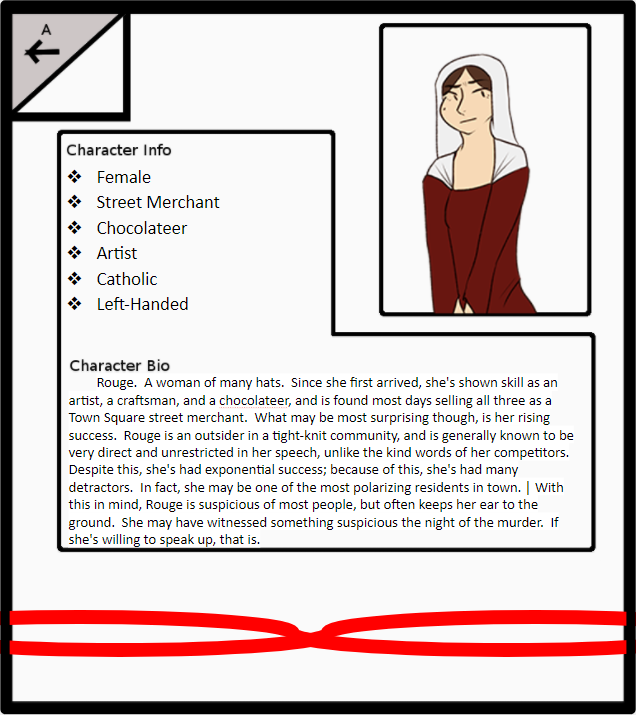 A
Character Info
❖ Female
❖ Street Merchant
❖ Chocolateer
❖ Artist
❖ Catholic
❖ Left-Handed
Character Bio
Rouge.  A woman of many hats.  Since she first arrived, she's shown skill as an
artist, a craftsman, and a chocolateer, and is found most days selling all three as a
Town Square street merchant.  What may be most surprising though, is her rising
success.  Rouge is an outsider in a tight-knit community, and is generally known to be
very direct and unrestricted in her speech, unlike the kind words of her competitors.
Despite this, she's had exponential success; because of this, she's had many
detractors.  In fact, she may be one of the most polarizing residents in town. | With
this in mind, Rouge is suspicious of most people, but often keeps her ear to the
ground.  She may have witnessed something suspicious the night of the murder.  If
she's willing to speak up, that is.